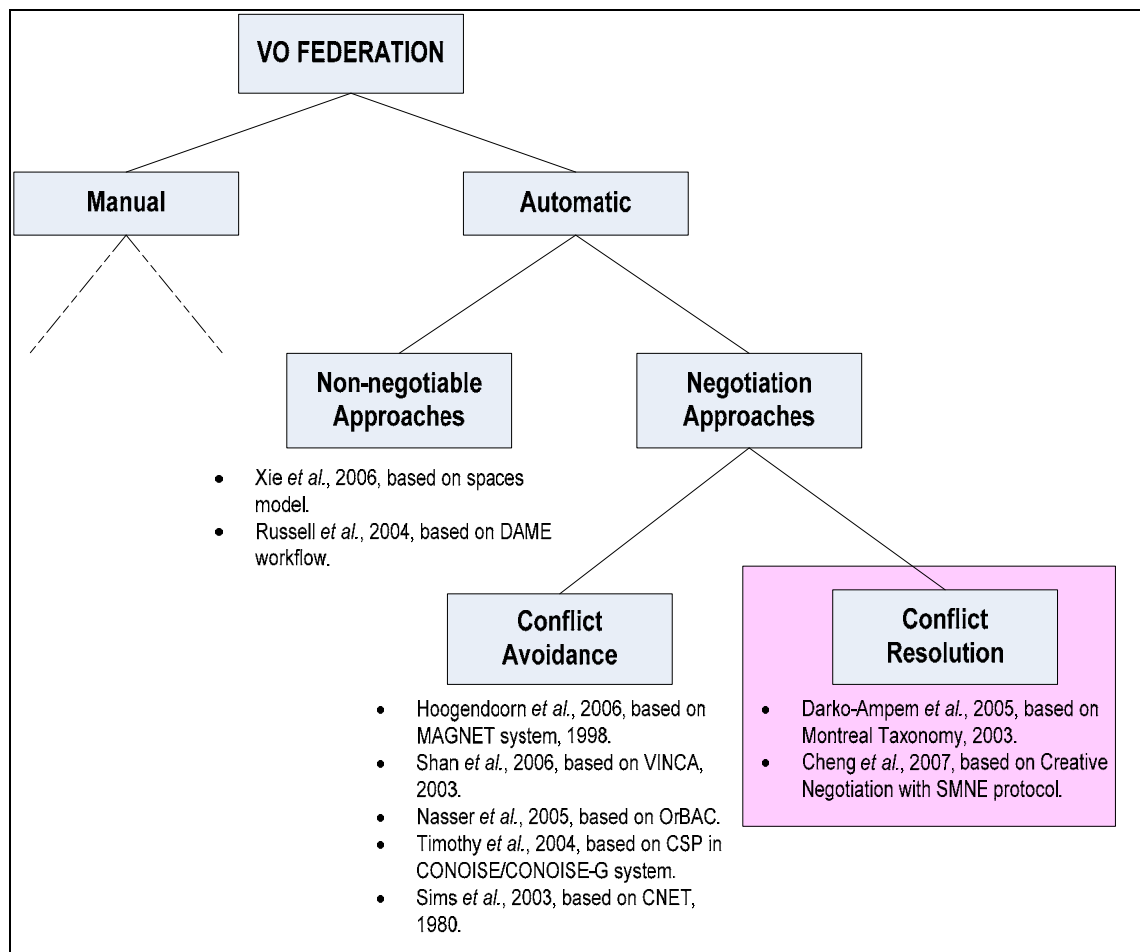 VO FEDERATION
Manual
Automatic
Non-negotiable
Approaches
Negotiation
Approaches
• Xie et al., 2006, based on spaces
model.
• Russell et al., 2004, based on DAME
workflow.
Conflict
Avoidance
Conflict
Resolution
• Hoogendoorn et al., 2006, based on
MAGNET system, 1998.
• Shan et al., 2006, based on VINCA,
2003.
• Nasser et al., 2005, based on OrBAC.
• Timothy et al., 2004, based on CSP in
CONOISE/CONOISE-G system.
• Sims et al., 2003, based on CNET,
1980.
• Darko-Ampem et al., 2005, based on
Montreal Taxonomy, 2003.
• Cheng et al., 2007, based on Creative
Negotiation with SMNE protocol.